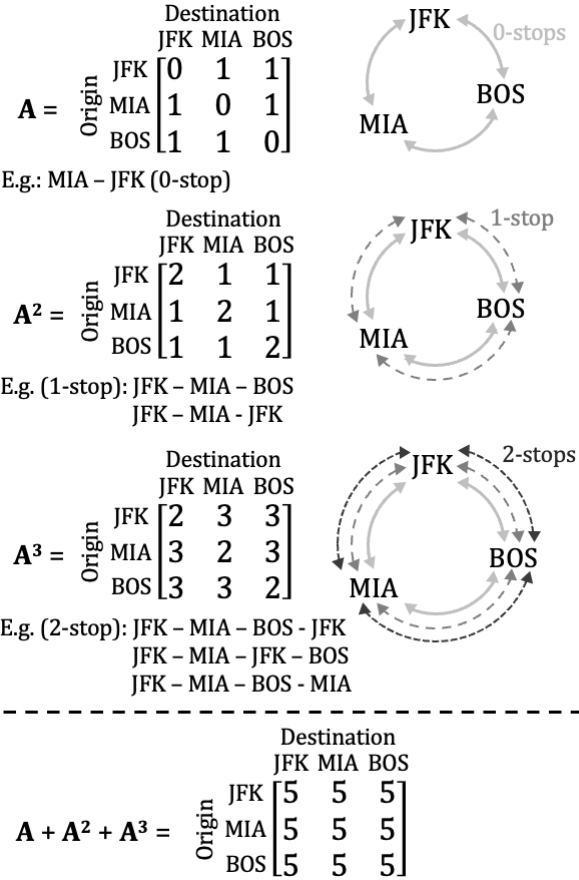 Destination
JFK MIA BOS
JFK [0 1 1]
A = Origin MIA 1 0 1
BOS [1 1 0]
JFK
0-stops
BOS
MIA
E.g.: MIA – JFK (0-stop)
Destination
JFK MIA BOS
JFK [2 1 1]
A² = Origin MIA 1 2 1
BOS [1 1 2]
1-stop
JFK
BOS
MIA
E.g. (1-stop): JFK – MIA – BOS
JFK – MIA - JFK
Destination
JFK MIA BOS
JFK [2 3 3]
A³ = Origin MIA 3 2 3
BOS [3 3 2]
2-stops
JFK
BOS
MIA
E.g. (2-stop): JFK – MIA – BOS - JFK
JFK – MIA – JFK – BOS
JFK – MIA – BOS - MIA
Destination
JFK MIA BOS
JFK [5 5 5]
A + A² + A³ = Origin MIA 5 5 5
BOS [5 5 5]